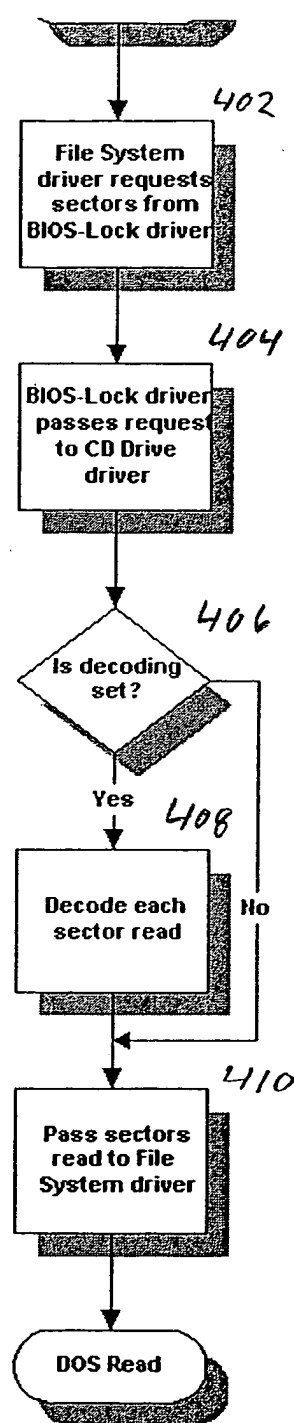 402
File System
driver requests
sectors from
BIOS-Lock driver
404
BIOS-Lock driver
passes request
to CD Drive
driver
406
Is decoding
set?
Yes
408
Decode each
sector read
No
410
Pass sectors
read to File
System driver
DOS Read